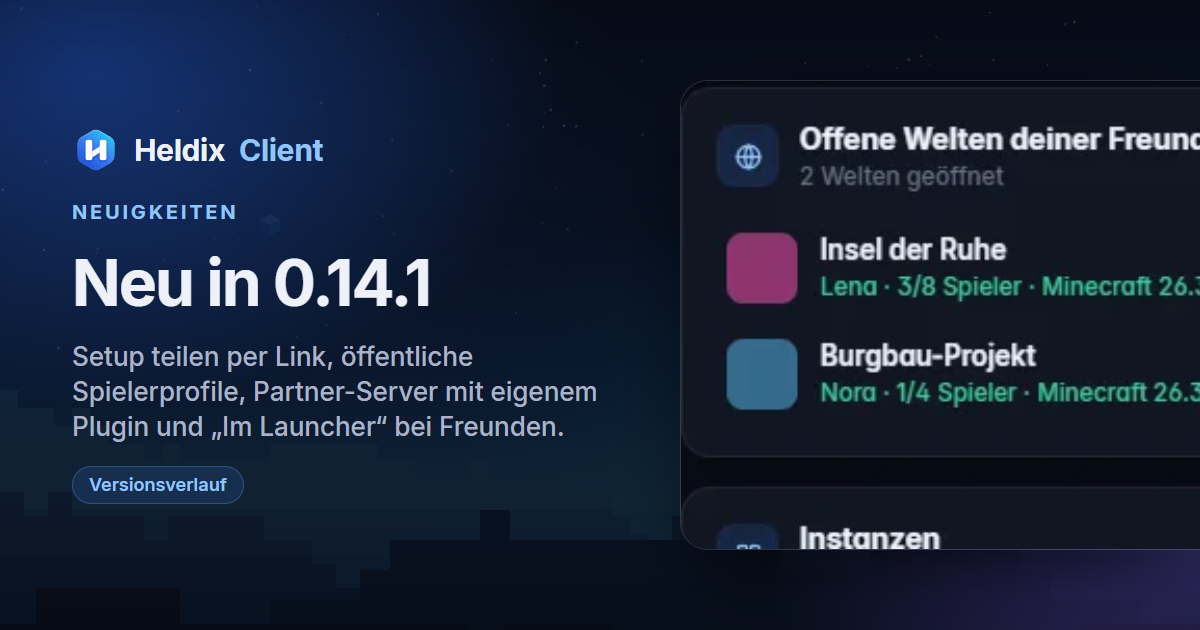 Heldix Client
NEUIGKEITEN
Neu in 0.14.1
Setup teilen per Link, öffentliche
Spielerprofile, Partner-Server mit eigenem
Plugin und „Im Launcher“ bei Freunden.
Versionsverlauf
Offene Welten deiner Freund
2 Welten geöffnet
Insel der Ruhe
Lena · 3/8 Spieler · Minecraft 26.3
Burgbau-Projekt
Nora · 1/4 Spieler · Minecraft 26.3
Instanzen